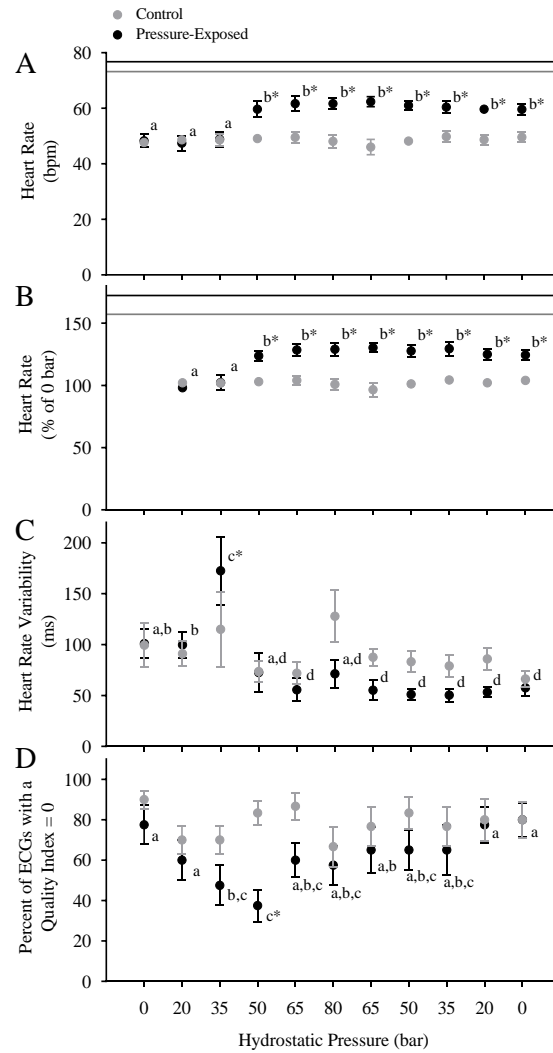 Control
Pressure-Exposed
A
Heart Rate
(bpm)
80
60
40
20
0
a
a
a
b*
b*
b*
b*
b*
b*
b*
b*
B
Heart Rate
(% of 0 bar)
150
100
50
0
a
a
b*
b*
b*
b*
b*
b*
b*
b*
C
Heart Rate Variability
(ms)
200
150
100
50
0
a,b
b
c*
a,d
d
a,d
d
d
d
d
d
D
Percent of ECGs with a
Quality Index = 0
100
80
60
40
20
0
a
a
b,c
c*
a,b,c
a,b,c
a,b
a,b,c
a,b,c
a
a
0 20 35 50 65 80 65 50 35 20 0
Hydrostatic Pressure (bar)